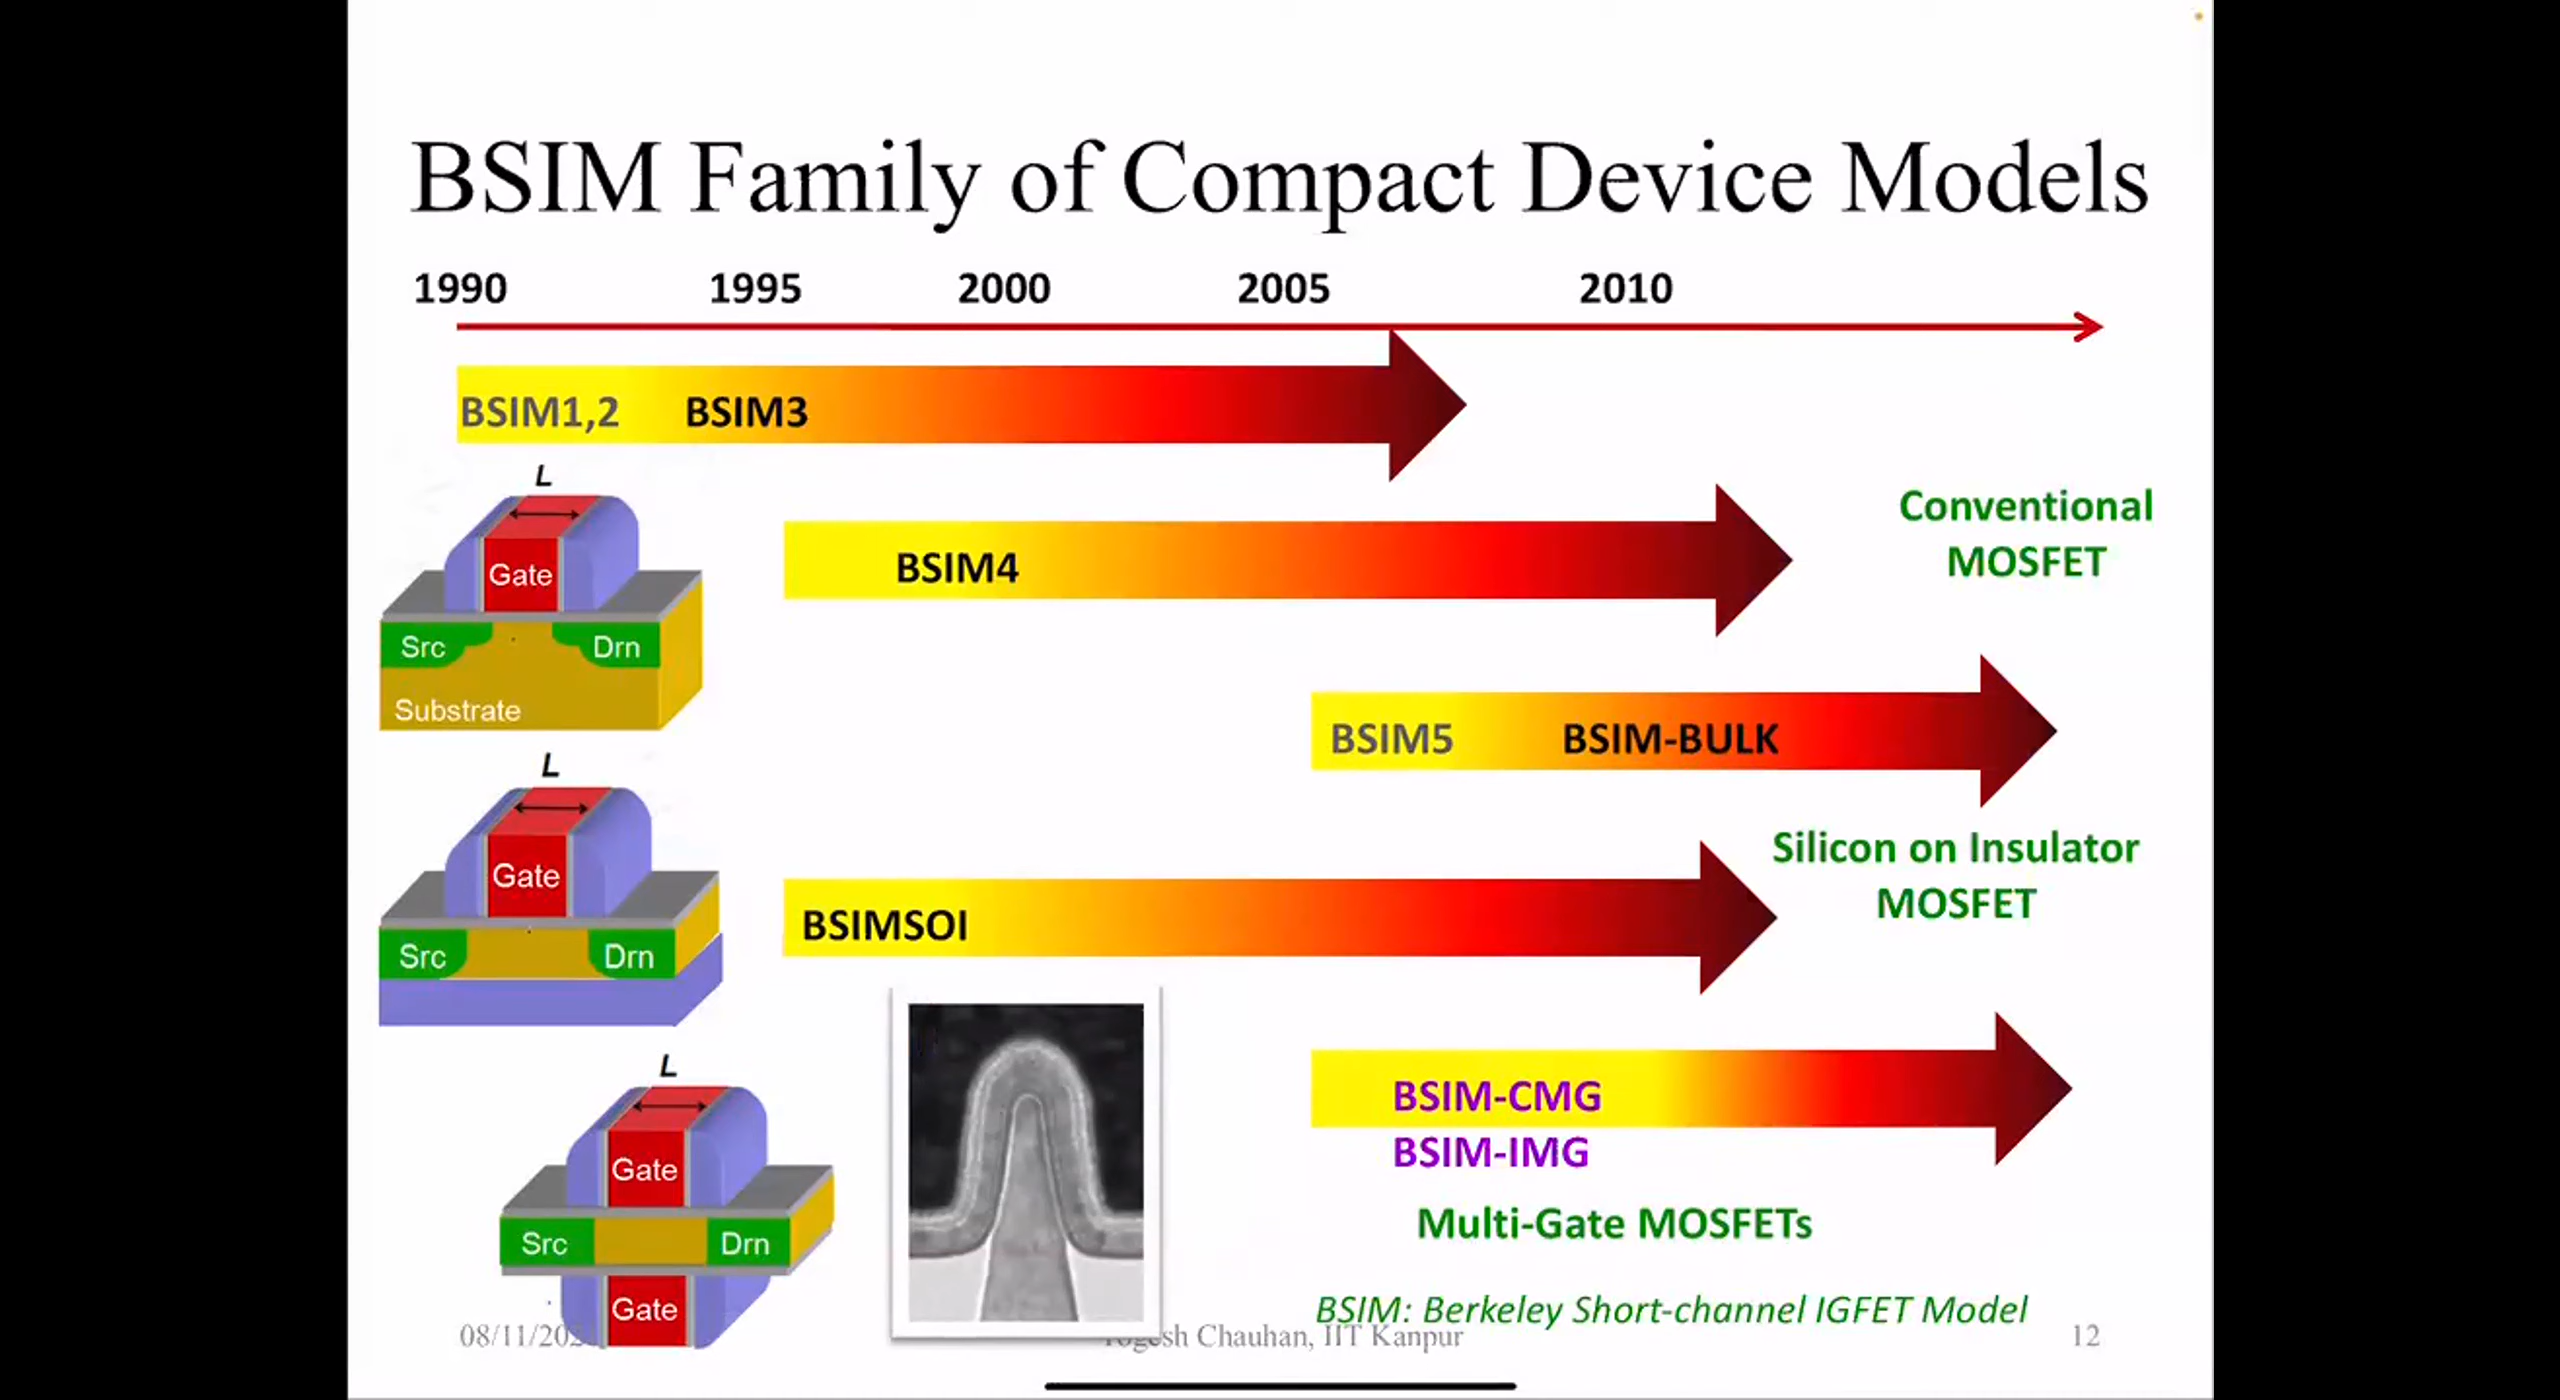 BSIM Family of Compact Device Models
1990 1995 2000 2005 2010
BSIM1,2 BSIM3
L
Gate
Src Drn
Substrate
BSIM4
Conventional
MOSFET
BSIM5 BSIM-BULK
L
Gate
Src Drn
BSIMSOI
Silicon on Insulator
MOSFET
L
Gate
Src Drn
Gate
BSIM-CMG
BSIM-IMG
Multi-Gate MOSFETs
BSIM: Berkeley Short-channel IGFET Model
08/11/202
Chauhan, IIT Kanpur
12